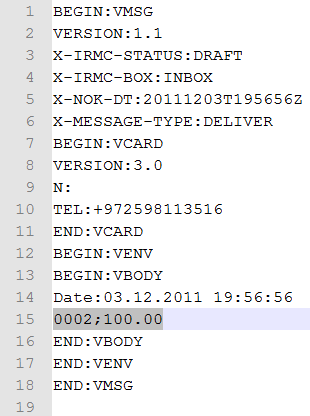 1 BEGIN:VMSG
2 VERSION:1.1
3 X-IRMC-STATUS:DRAFT
4 X-IRMC-BOX:INBOX
5 X-NOK-DT:20111203T195656Z
6 X-MESSAGE-TYPE:DELIVER
7 BEGIN:VCARD
8 VERSION:3.0
9 N:
10 TEL:+972598113516
11 END:VCARD
12 BEGIN:VENV
13 BEGIN:VBODY
14 Date:03.12.2011 19:56:56
15 0002;100.00
16 END:VBODY
17 END:VENV
18 END:VMSG
19